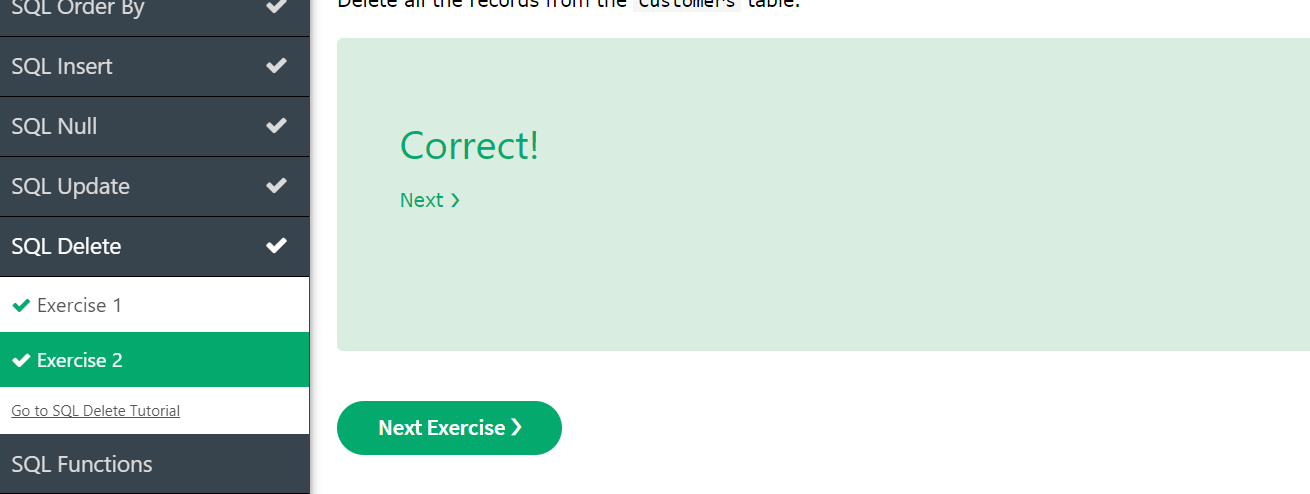 SQL Order By
SQL Insert
SQL Null
SQL Update
SQL Delete
Exercise 1
Exercise 2
Go to SQL Delete Tutorial
SQL Functions
Delete all the records from the Customers table.
Correct!
Next ❯
Next Exercise ❯